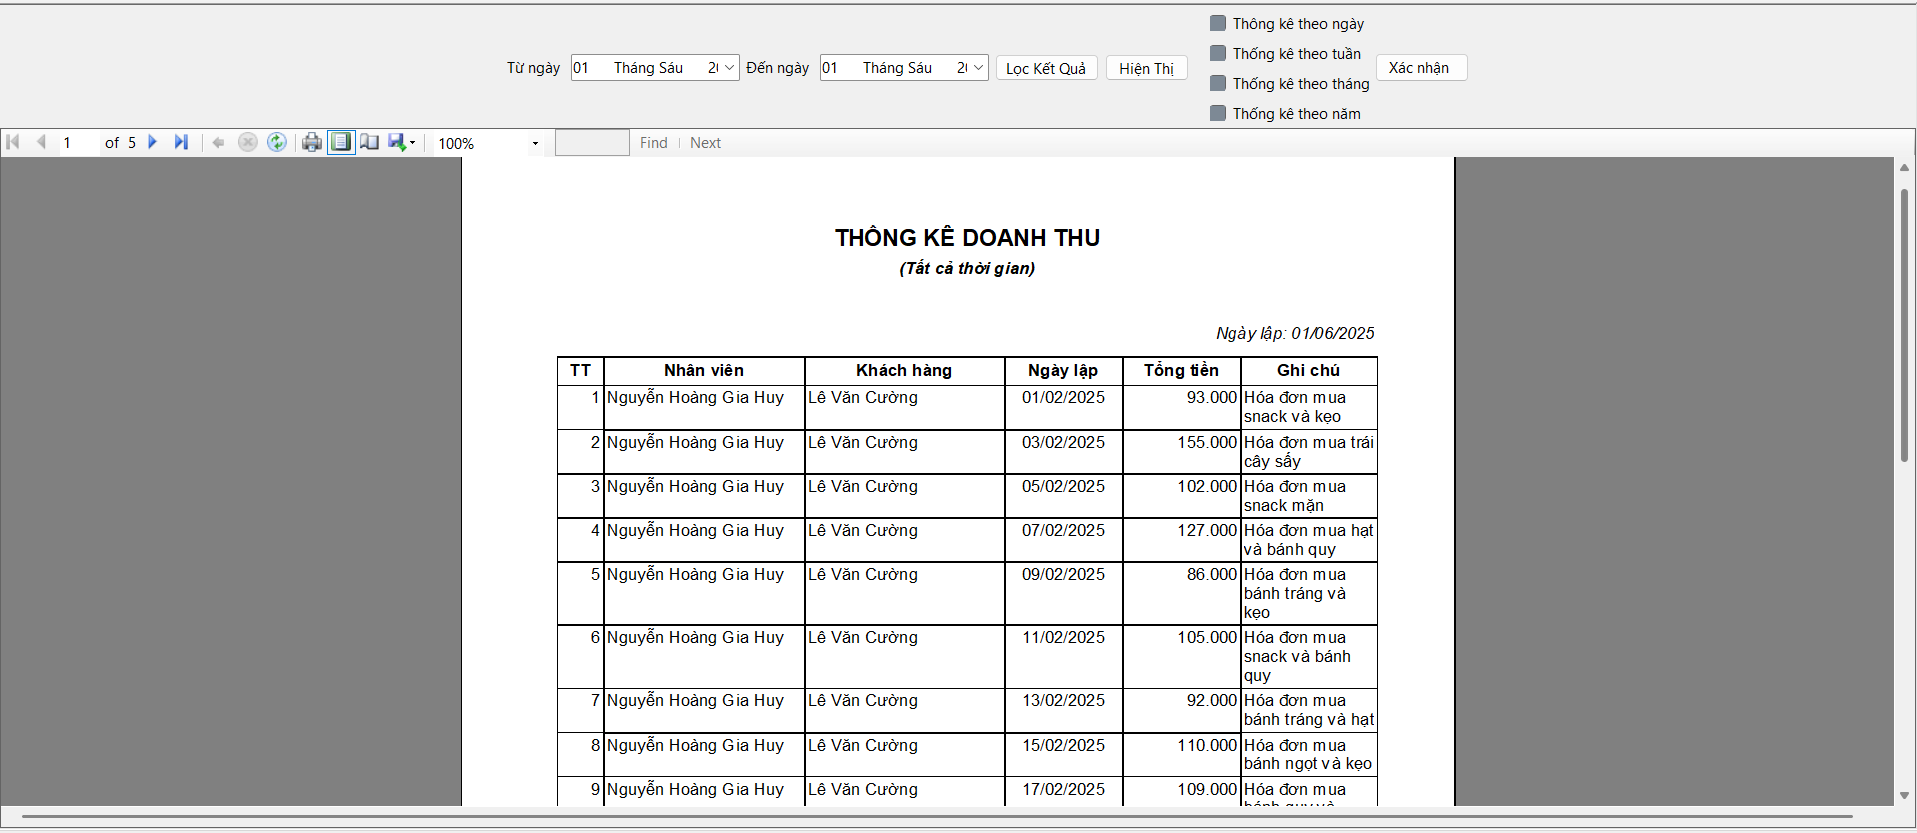 Thông kê theo ngày
Thống kê theo tuần
Từ ngày 01 Tháng Sáu Đến ngày 01 Tháng Sáu Lọc Kết Quả Hiện Thị Xác nhận
Thống kê theo tháng
Thống kê theo năm
1 of 5 100% Find Next
THÔNG KÊ DOANH THU
(Tất cả thời gian)
Ngày lập: 01/06/2025
TT Nhân viên Khách hàng Ngày lập Tổng tiền Ghi chú
1 Nguyễn Hoàng Gia Huy Lê Văn Cường 01/02/2025 93.000 Hóa đơn mua
snack và kẹo
2 Nguyễn Hoàng Gia Huy Lê Văn Cường 03/02/2025 155.000 Hóa đơn mua trái
cây sấy
3 Nguyễn Hoàng Gia Huy Lê Văn Cường 05/02/2025 102.000 Hóa đơn mua
snack mặn
4 Nguyễn Hoàng Gia Huy Lê Văn Cường 07/02/2025 127.000 Hóa đơn mua hạt
và bánh quy
5 Nguyễn Hoàng Gia Huy Lê Văn Cường 09/02/2025 86.000 Hóa đơn mua
bánh tráng và
kẹo
6 Nguyễn Hoàng Gia Huy Lê Văn Cường 11/02/2025 105.000 Hóa đơn mua
snack và bánh
quy
7 Nguyễn Hoàng Gia Huy Lê Văn Cường 13/02/2025 92.000 Hóa đơn mua
bánh tráng và hạt
8 Nguyễn Hoàng Gia Huy Lê Văn Cường 15/02/2025 110.000 Hóa đơn mua
bánh ngọt và kẹo
9 Nguyễn Hoàng Gia Huy Lê Văn Cường 17/02/2025 109.000 Hóa đơn mua